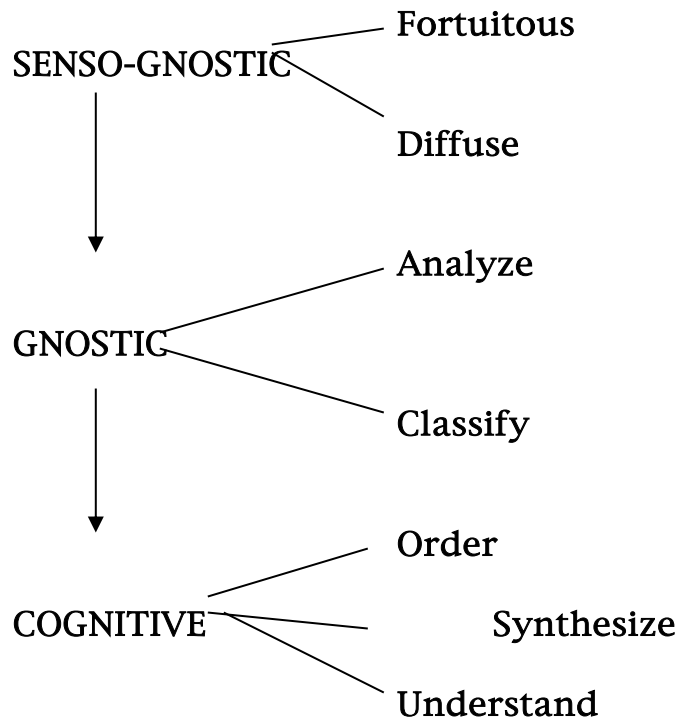 Fortuitous
SENSO-GNOSTIC
Diffuse
Analyze
GNOSTIC
Classify
Order
COGNITIVE
Synthesize
Understand